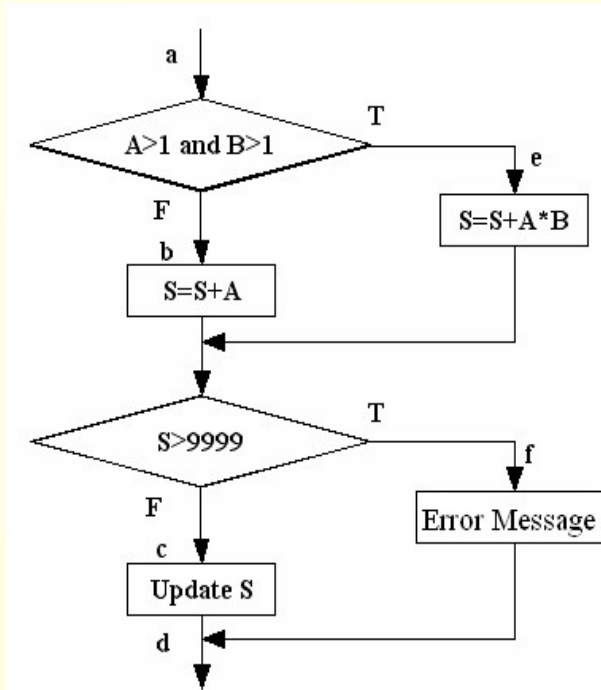 a
A>1 and B>1
T
e
S=S+A*B
F
b
S=S+A
S>9999
T
f
Error Message
F
c
Update S
d